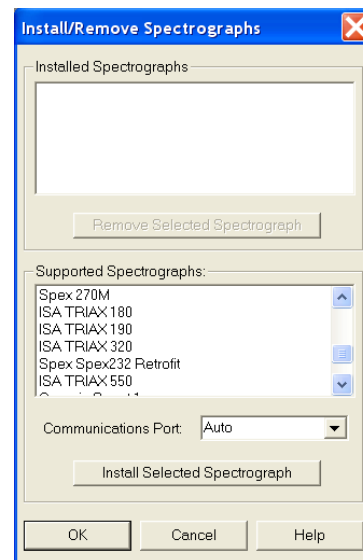 Install/Remove Spectrographs
Installed Spectrographs
Remove Selected Spectrograph
Supported Spectrographs:
Spex 270M
ISA TRIAX 180
ISA TRIAX 190
ISA TRIAX 320
Spex Spex232 Retrofit
ISA TRIAX 550
Communications Port: Auto
Install Selected Spectrograph
OK Cancel Help